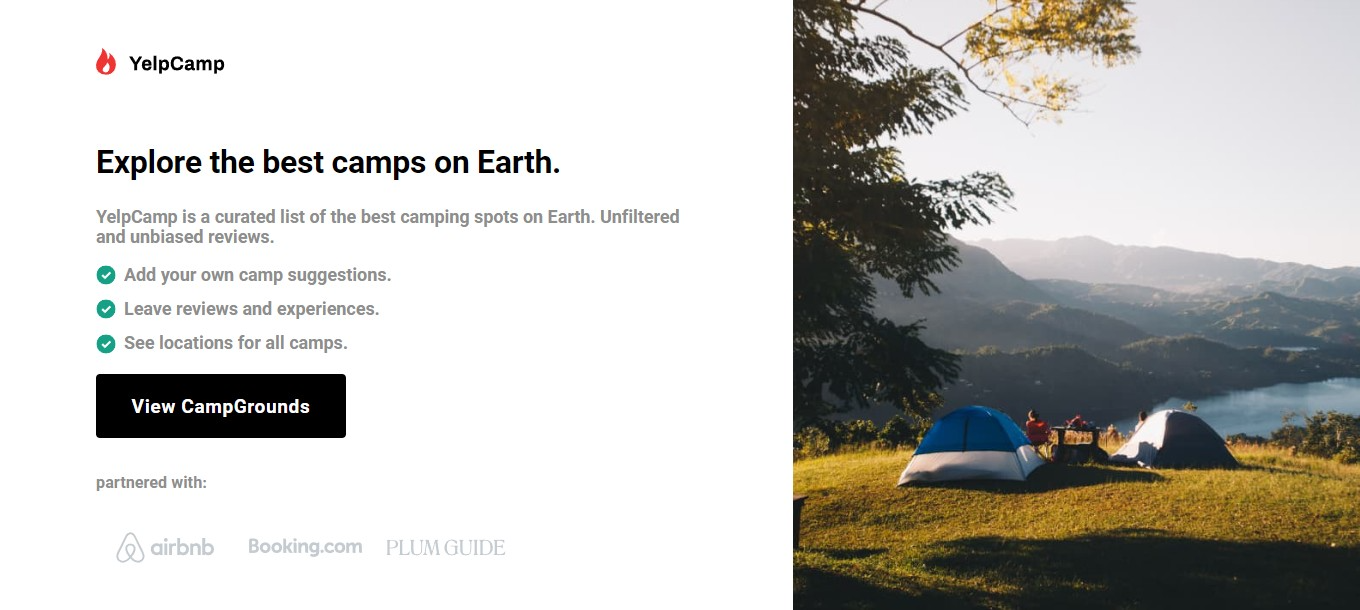 YelpCamp
Explore the best camps on Earth.
YelpCamp is a curated list of the best camping spots on Earth. Unfiltered
and unbiased reviews.
Add your own camp suggestions.
Leave reviews and experiences.
See locations for all camps.
View CampGrounds
partnered with:
airbnb Booking.com PLUM GUIDE